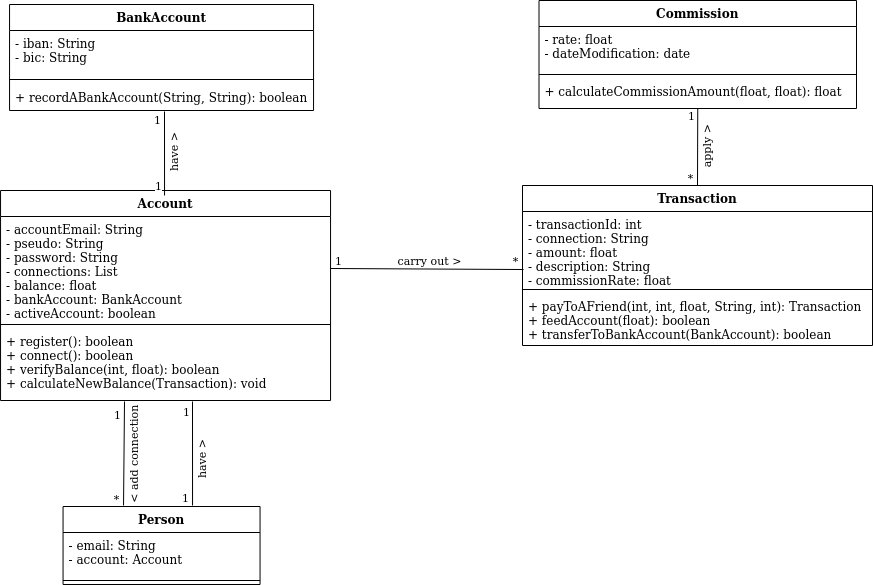 BankAccount
- iban: String
- bic: String
+ recordABankAccount(String, String): boolean
Commission
- rate: float
- dateModification: date
+ calculateCommissionAmount(float, float): float
1
have >
1
1
apply >
*
Account
- accountEmail: String
- pseudo: String
- password: String
- connections: List
- balance: float
- bankAccount: BankAccount
- activeAccount: boolean
+ register(): boolean
+ connect(): boolean
+ verifyBalance(int, float): boolean
+ calculateNewBalance(Transaction): void
1
carry out >
*
Transaction
- transactionId: int
- connection: String
- amount: float
- description: String
- commissionRate: float
+ payToAFriend(int, int, float, String, int): Transaction
+ feedAccount(float): boolean
+ transferToBankAccount(BankAccount): boolean
1
< add connection
*
1
have >
1
Person
- email: String
- account: Account